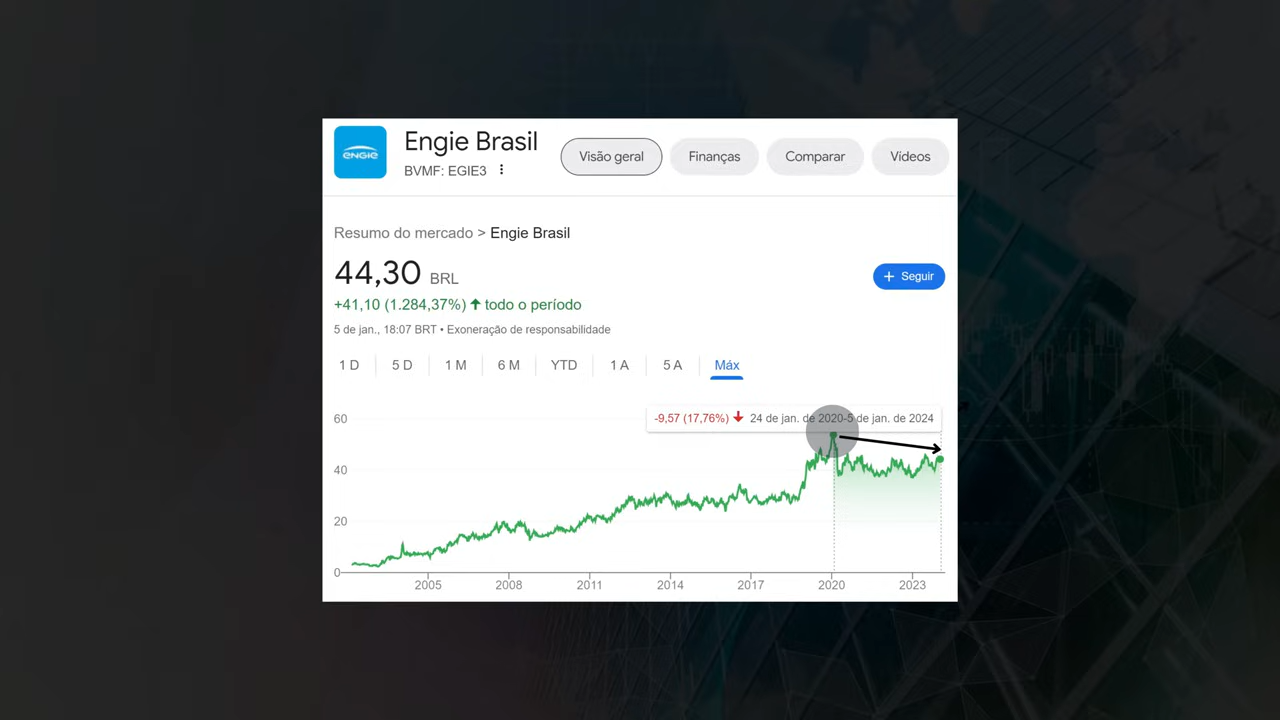 Engie Brasil
BVMF: EGIE3
Visão geral
Finanças
Comparar
Vídeos
engie
Resumo do mercado > Engie Brasil
44,30 BRL
Seguir
+41,10 (1.284,37%) ↑ todo o período
5 de jan., 18:07 BRT • Exoneração de responsabilidade
1 D
5 D
1 M
6 M
YTD
1 A
5 A
Máx
-9,57 (17,76%) ↓ 24 de jan. de 2020-5 de jan. de 2024
60
40
20
0
2005
2008
2011
2014
2017
2020
2023